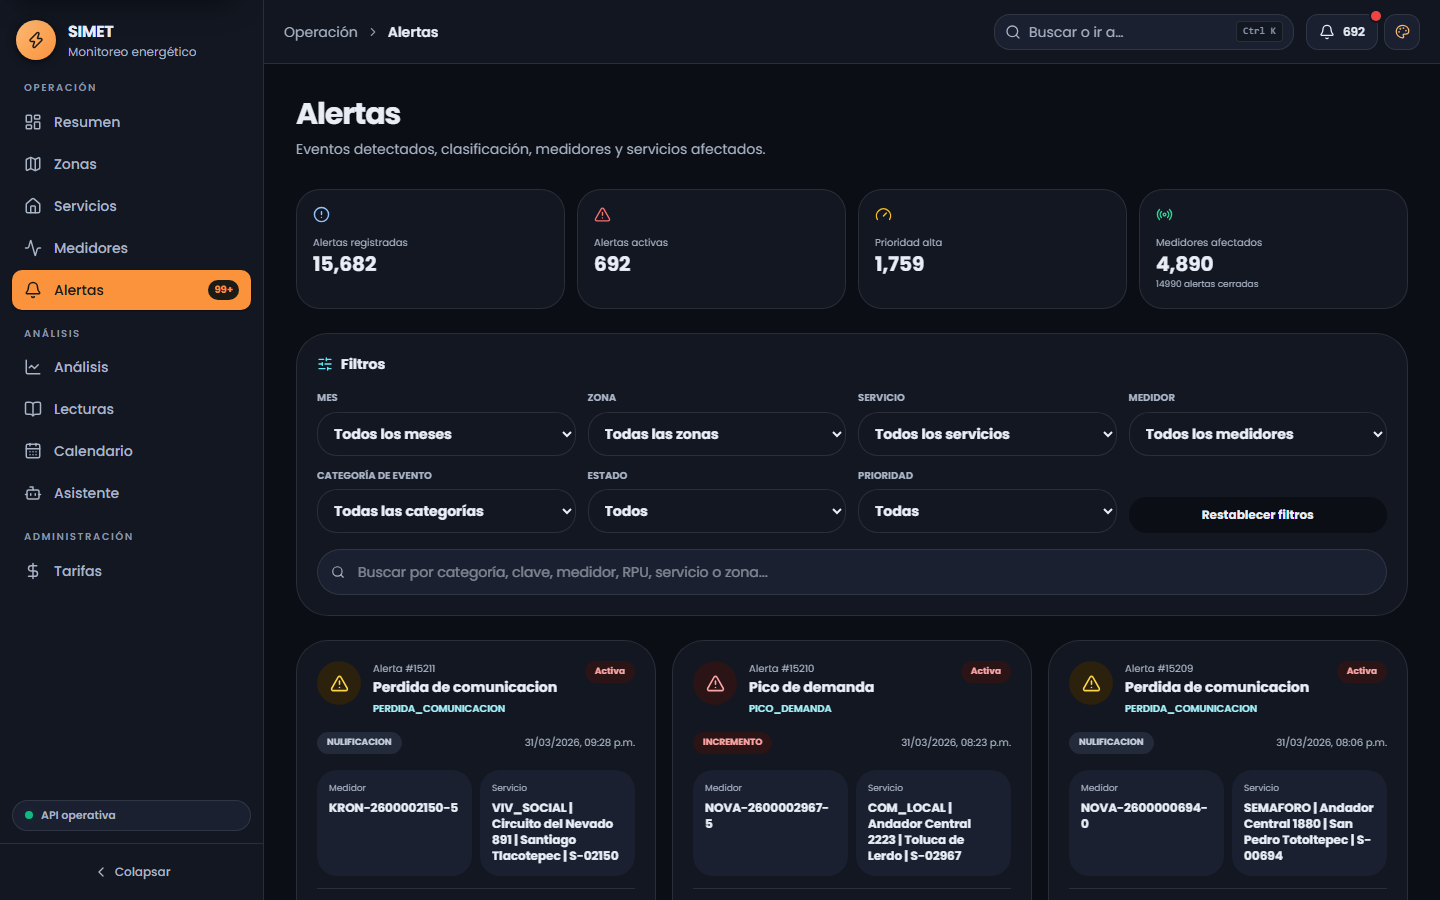 SIMET
Monitoreo energético
OPERACIÓN
Resumen
Zonas
Servicios
Medidores
Alertas 99+
ANÁLISIS
Análisis
Lecturas
Calendario
Asistente
ADMINISTRACIÓN
Tarifas
API operativa
Colapsar
Operación > Alertas
Buscar o ir a... Ctrl K
692
Alertas
Eventos detectados, clasificación, medidores y servicios afectados.
Alertas registradas
15,682
Alertas activas
692
Prioridad alta
1,759
Medidores afectados
4,890
14990 alertas cerradas
Filtros
MES
Todos los meses
ZONA
Todas las zonas
SERVICIO
Todos los servicios
MEDIDOR
Todos los medidores
CATEGORÍA DE EVENTO
Todas las categorías
ESTADO
Todos
PRIORIDAD
Todas
Restablecer filtros
Buscar por categoría, clave, medidor, RPU, servicio o zona...
Alerta #15211
Activa
Perdida de comunicacion
PERDIDA_COMUNICACION
NULIFICACION
31/03/2026, 09:28 p.m.
Medidor
KRON-2600002150-5
Servicio
VIV_SOCIAL |
Circuito del Nevado
891 | Santiago
Tlacotepec | S-02150
Alerta #15210
Activa
Pico de demanda
PICO_DEMANDA
INCREMENTO
31/03/2026, 08:23 p.m.
Medidor
NOVA-2600002967-
5
Servicio
COM_LOCAL |
Andador Central
2223 | Toluca de
Lerdo | S-02967
Alerta #15209
Activa
Perdida de comunicacion
PERDIDA_COMUNICACION
NULIFICACION
31/03/2026, 08:06 p.m.
Medidor
NOVA-2600000694-
0
Servicio
SEMAFORO | Andador
Central 1880 | San
Pedro Totoltepec | S-
00694